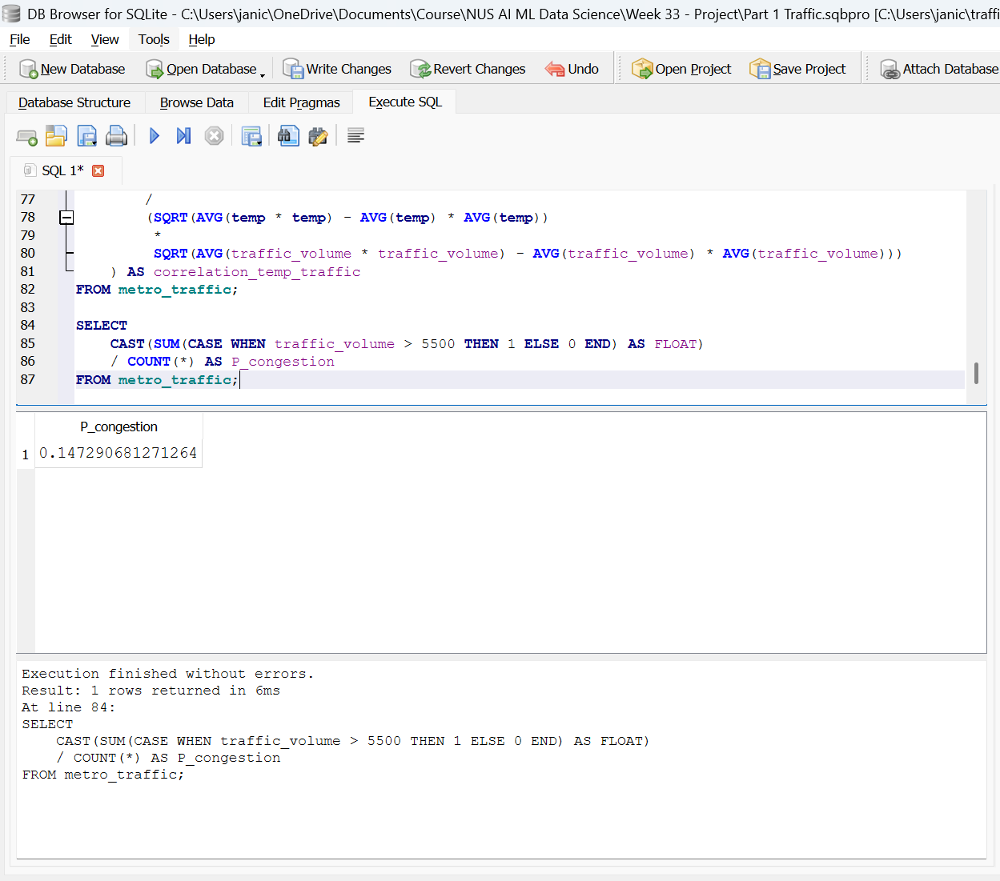 DB Browser for SQLite - C:\Users\janic\OneDrive\Documents\Course\NUS AI ML Data Science\Week 33 - Project\Part 1 Traffic.sqbpro [C:\Users\janic\traffi
File Edit View Tools Help
New Database Open Database Write Changes Revert Changes Undo Open Project Save Project Attach Database
Database Structure Browse Data Edit Pragmas Execute SQL
SQL 1*
77 /
78 (SQRT(AVG(temp * temp) - AVG(temp) * AVG(temp))
79 *
80 SQRT(AVG(traffic_volume * traffic_volume) - AVG(traffic_volume) * AVG(traffic_volume)))
81 ) AS correlation_temp_traffic
82 FROM metro_traffic;
83
84 SELECT
85 CAST(SUM(CASE WHEN traffic_volume > 5500 THEN 1 ELSE 0 END) AS FLOAT)
86 / COUNT(*) AS P_congestion
87 FROM metro_traffic;
P_congestion
1 0.147290681271264
Execution finished without errors.
Result: 1 rows returned in 6ms
At line 84:
SELECT
CAST(SUM(CASE WHEN traffic_volume > 5500 THEN 1 ELSE 0 END) AS FLOAT)
/ COUNT(*) AS P_congestion
FROM metro_traffic;